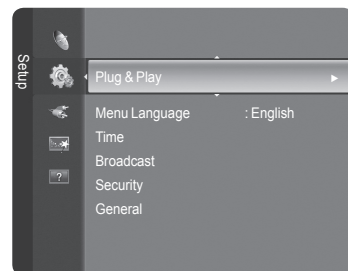 Setup
Plug & Play
Menu Language : English
Time
Broadcast
Security
General
?